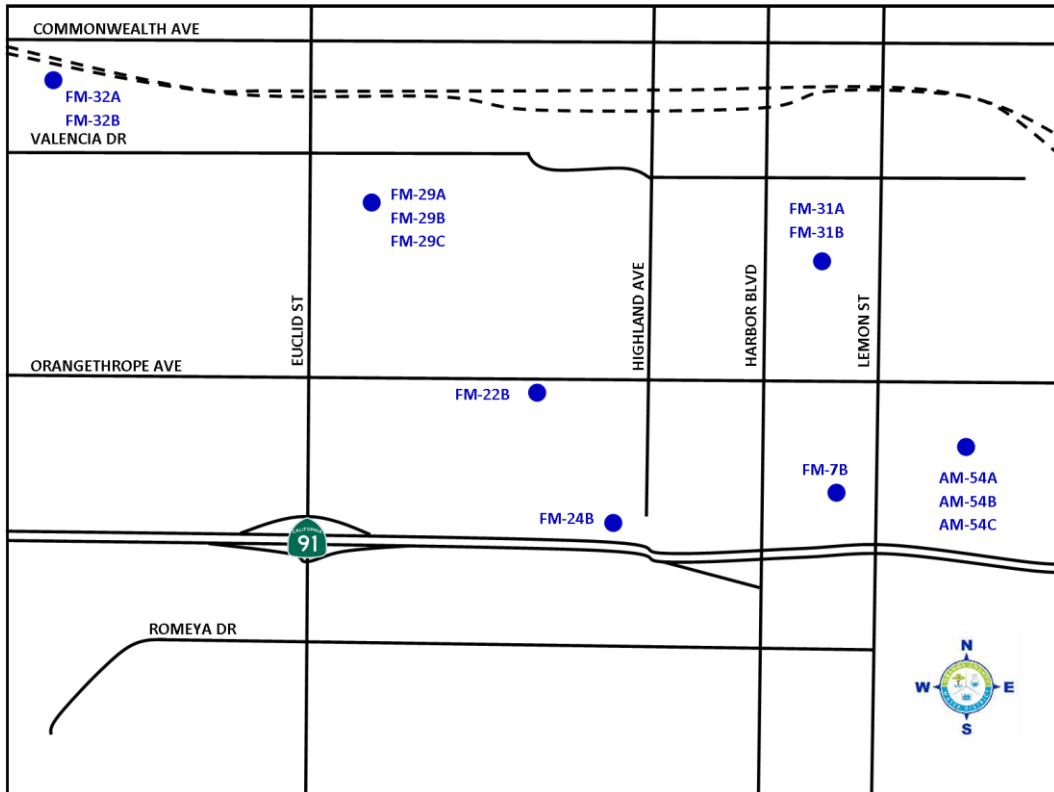 COMMONWEALTH AVE
FM-32A
FM-32B
VALENCIA DR
FM-29A
FM-29B
FM-29C
FM-31A
FM-31B
EUCLID ST
HIGHLAND AVE
HARBOR BLVD
LEMON ST
ORANGETHROPE AVE
FM-22B
FM-7B
AM-54A
AM-54B
AM-54C
FM-24B
CALIFORNIA
91
ROMEYA DR
N
W
E
S